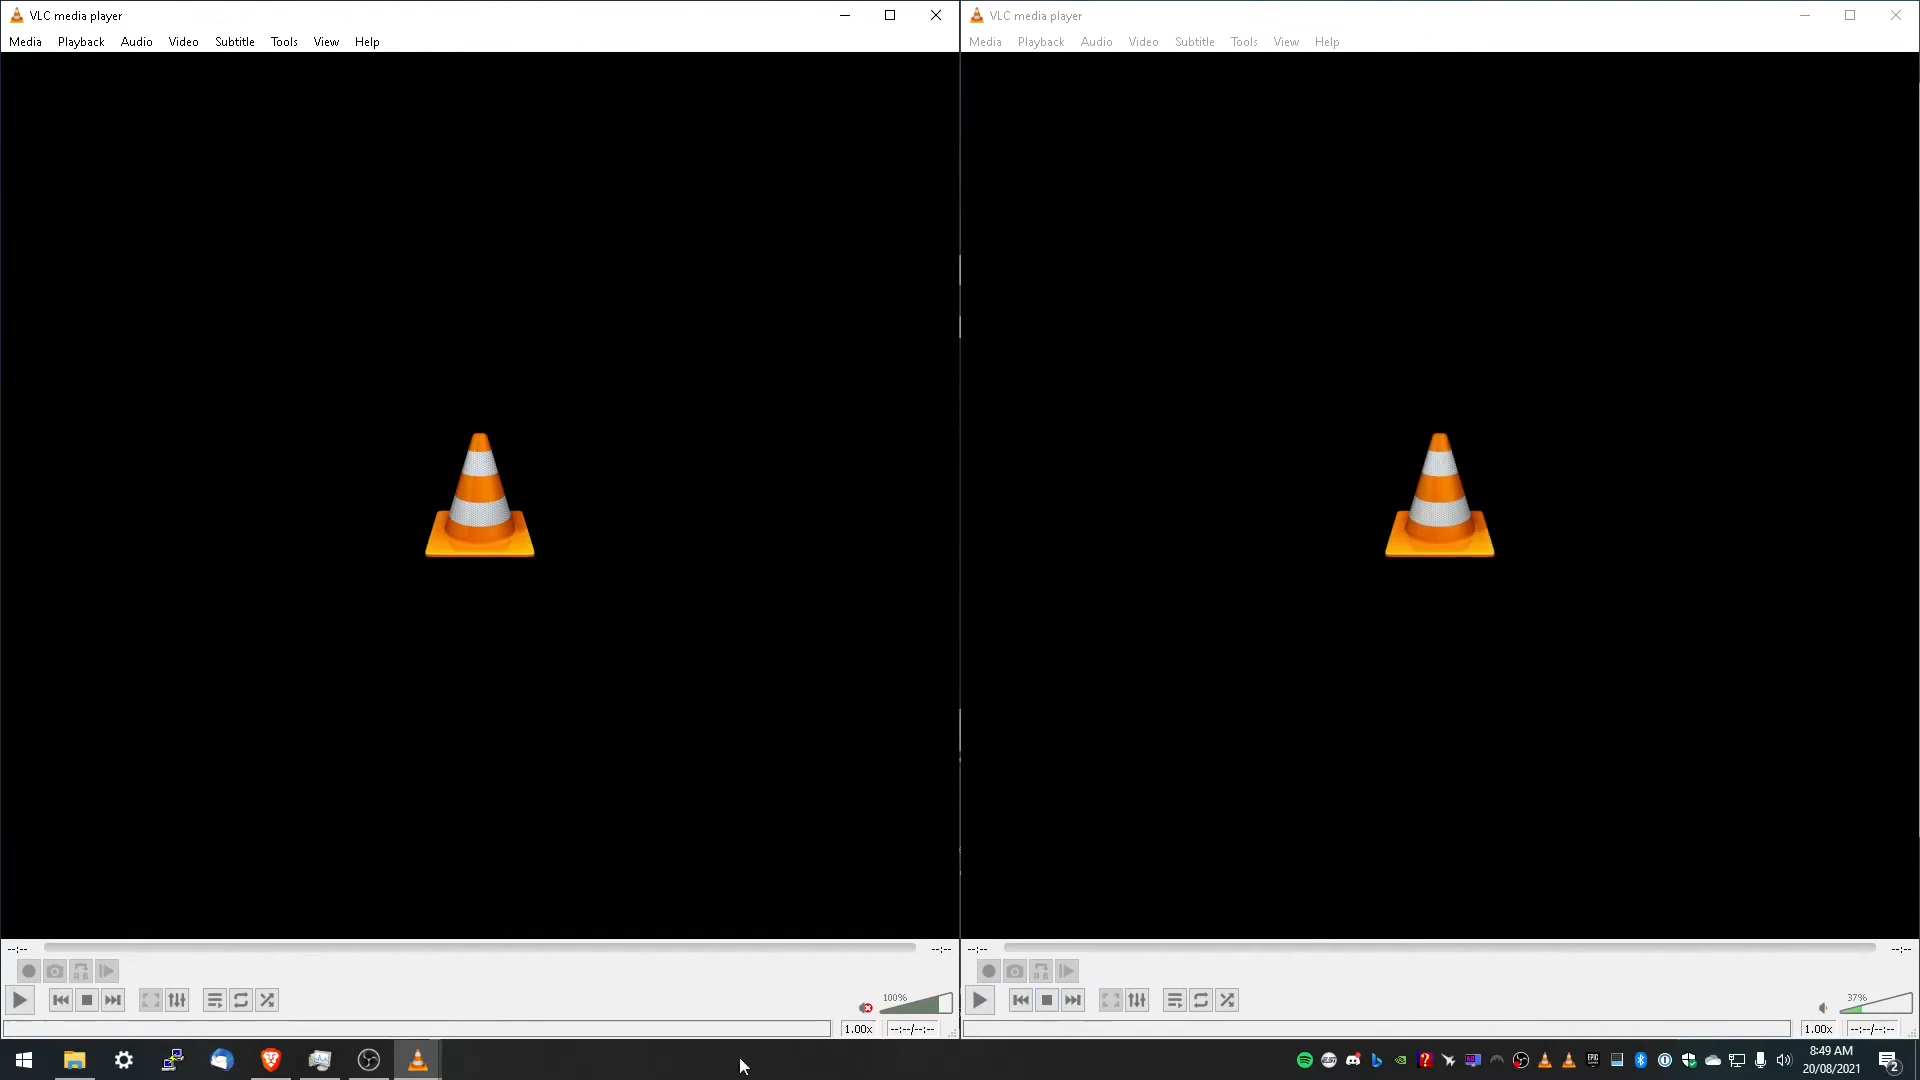 VLC media player
Media Playback Audio Video Subtitle Tools View Help
VLC media player
Media Playback Audio Video Subtitle Tools View Help
--:-- --:--
100%
1.00x --:--/--:--
--:-- --:--
37%
1.00x --:--/--:--
8:49 AM
20/08/2021
2